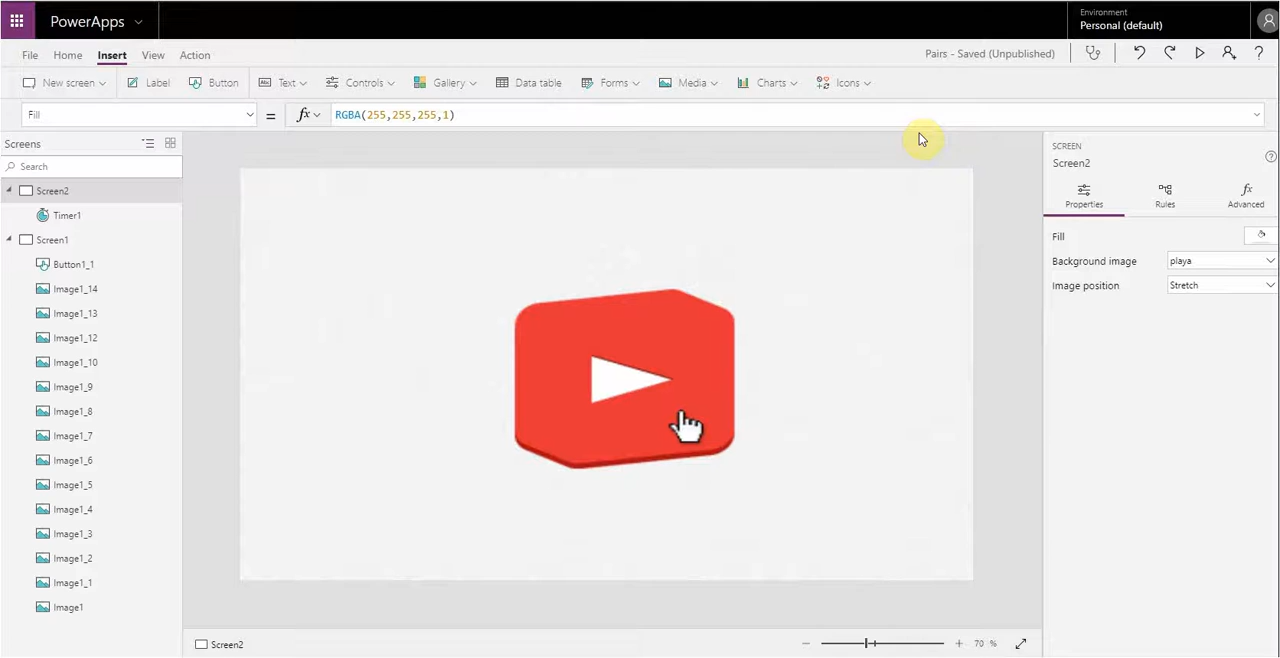 PowerApps
Environment
Personal (default)
File Home Insert View Action
Pairs - Saved (Unpublished)
New screen Label Button Text Controls Gallery Data table Forms Media Charts Icons
Fill = fx RGBA(255,255,255,1)
Screens
Search
Screen2
Timer1
Screen1
Button1_1
Image1_14
Image1_13
Image1_12
Image1_10
Image1_9
Image1_8
Image1_7
Image1_6
Image1_5
Image1_4
Image1_3
Image1_2
Image1_1
Image1
SCREEN
Screen2
Properties Rules Advanced
Fill
Background image playa
Image position Stretch
Screen2
70 %